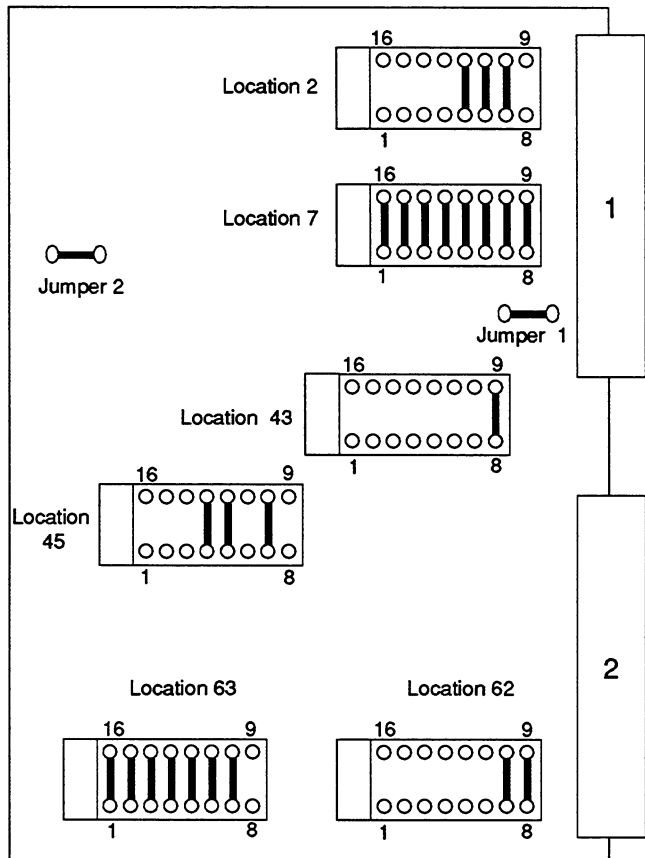 16 9
Location 2
1 8
16 9
Location 7
1 8
1
Jumper 2
Jumper 1
16 9
Location 43
1 8
16 9
Location
45
1 8
2
Location 63
16 9
1 8
Location 62
16 9
1 8